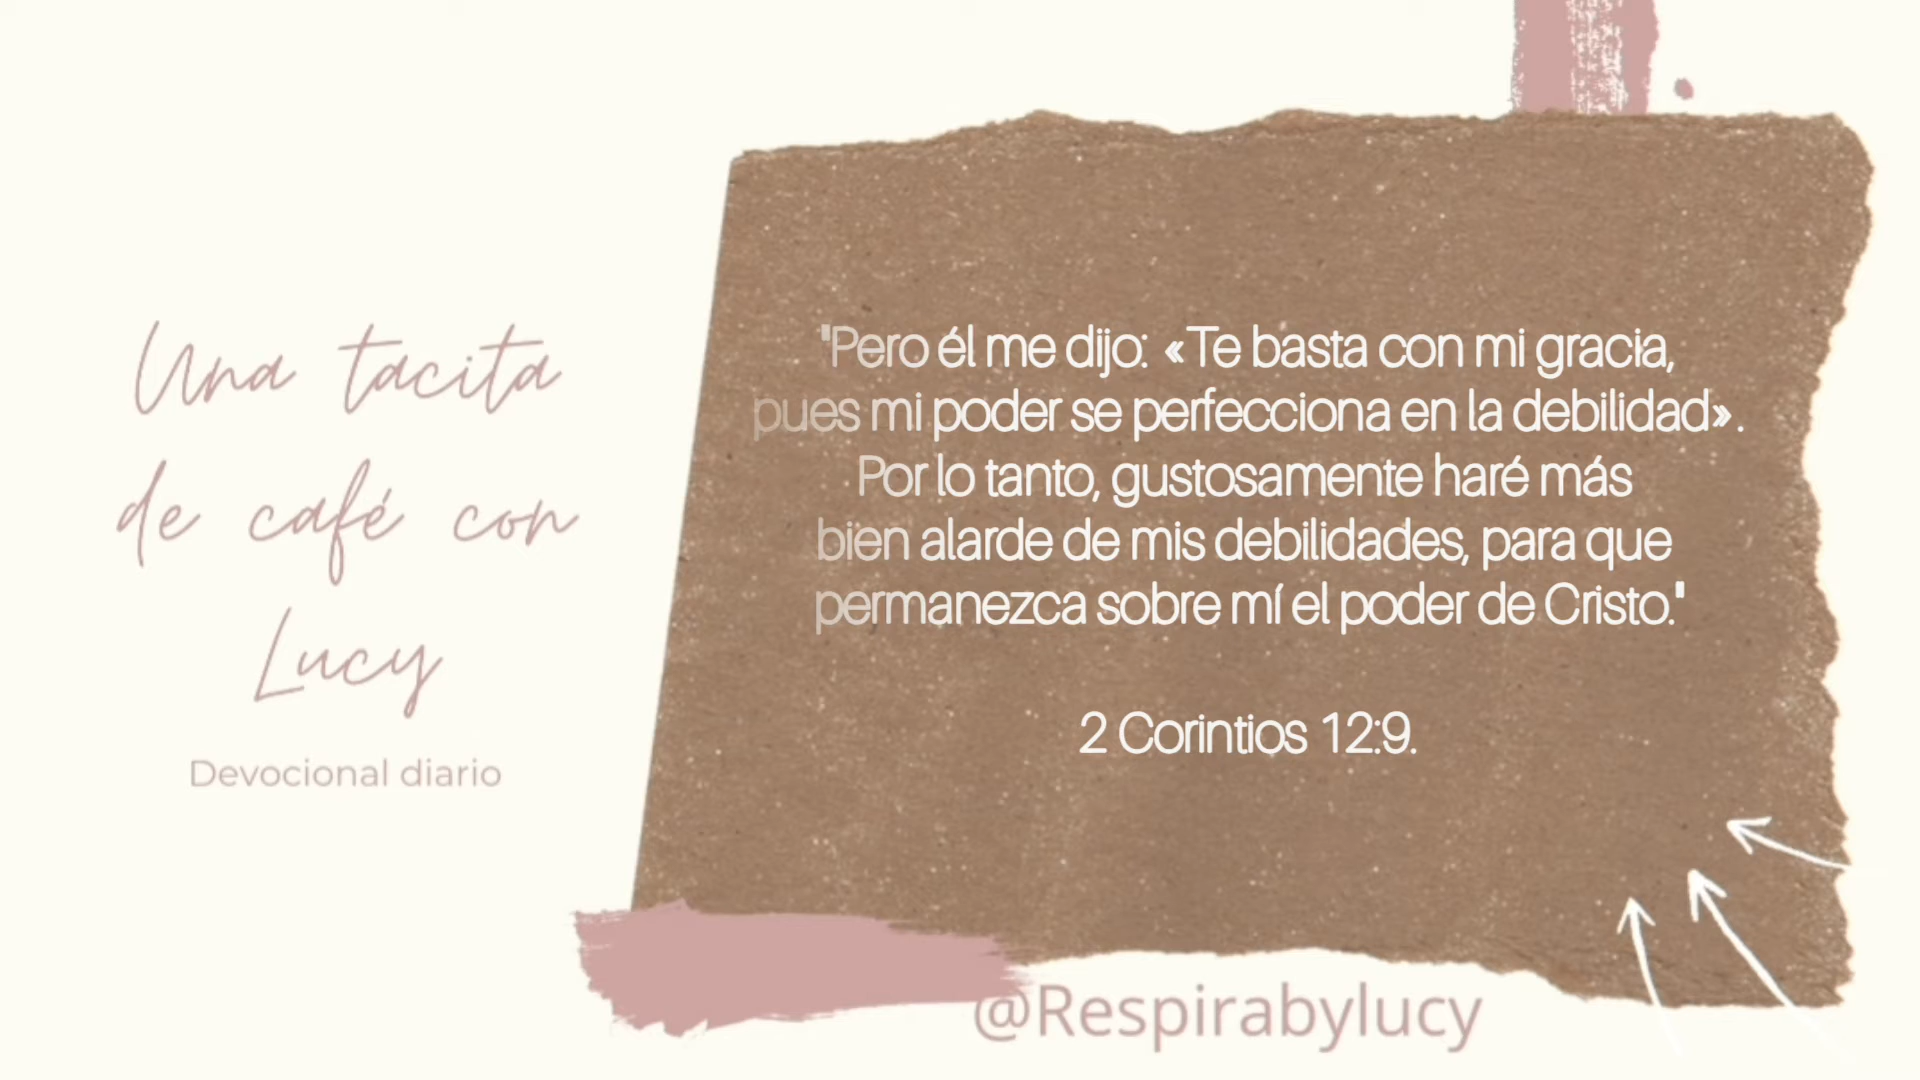 Una tacita
de café con
Lucy
Devocional diario
"Pero él me dijo: «Te basta con mi gracia,
pues mi poder se perfecciona en la debilidad».
Por lo tanto, gustosamente haré más
bien alarde de mis debilidades, para que
permanezca sobre mí el poder de Cristo."
2 Corintios 12:9.
@Respirabylucy